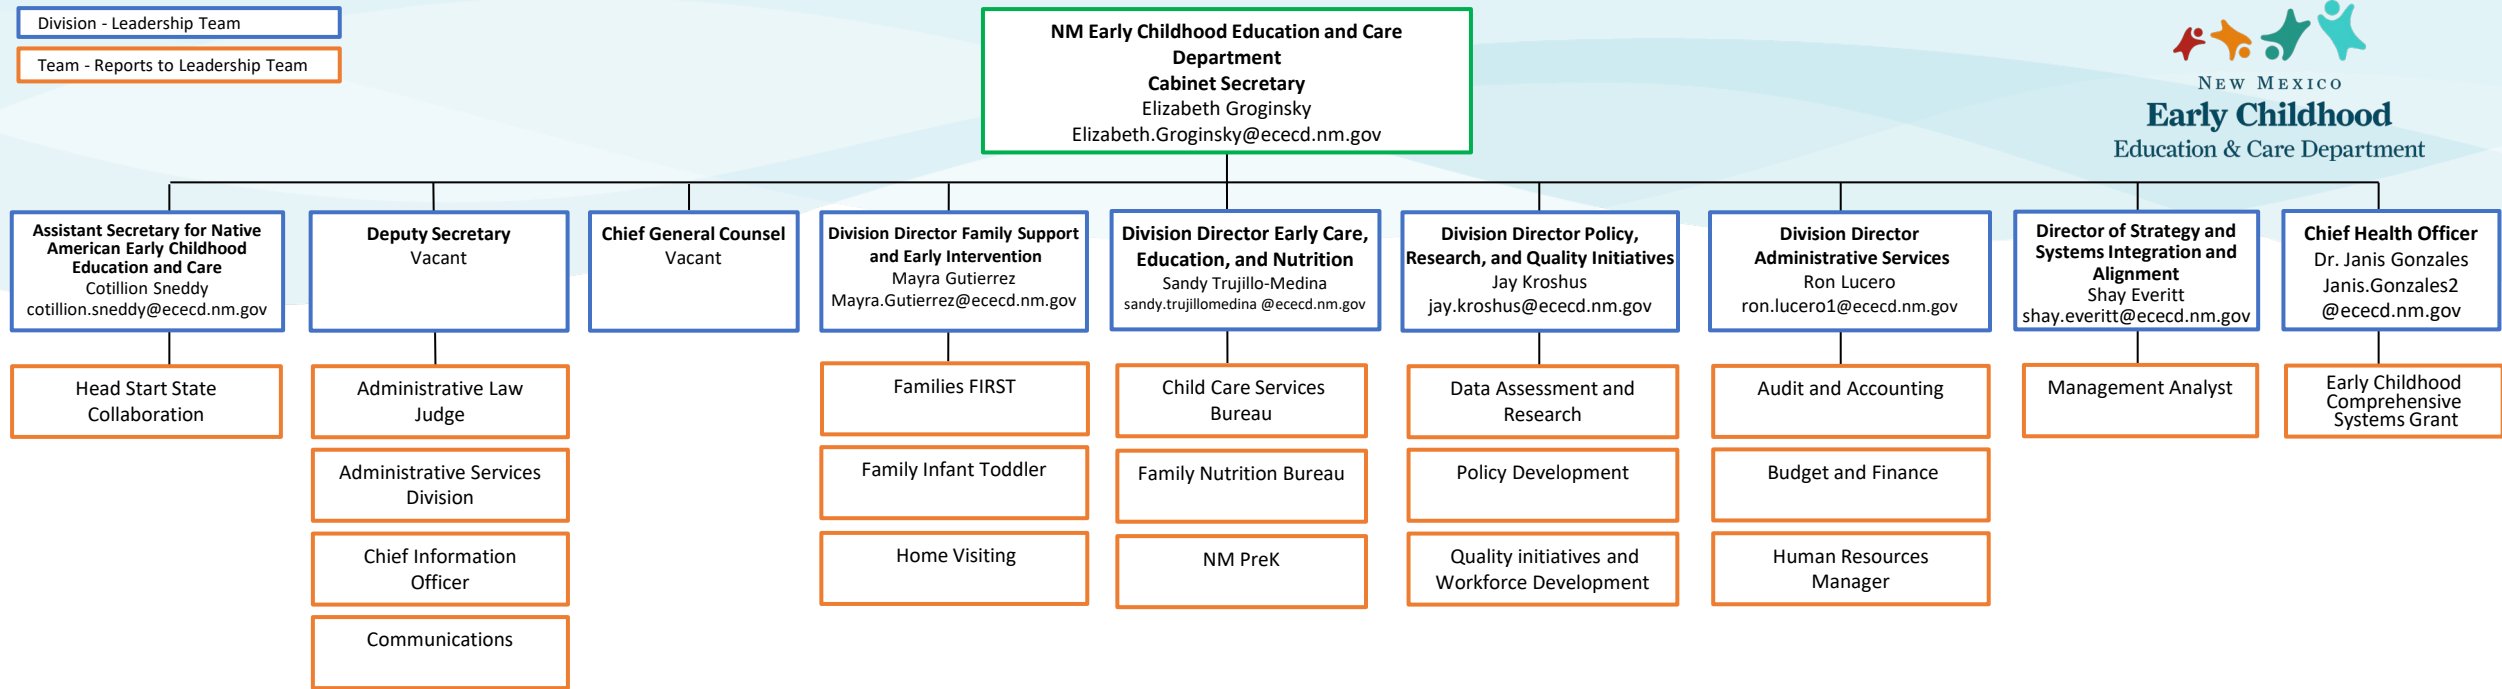 Division - Leadership Team
Team - Reports to Leadership Team
NM Early Childhood Education and Care
Department
Cabinet Secretary
Elizabeth Groginsky
Elizabeth.Groginsky@ececd.nm.gov
NEW MEXICO
Early Childhood
Education & Care Department
Assistant Secretary for Native
American Early Childhood
Education and Care
Cotillion Sneddy
cotillion.sneddy@ececd.nm.gov
Deputy Secretary
Vacant
Chief General Counsel
Vacant
Division Director Family Support
and Early Intervention
Mayra Gutierrez
Mayra.Gutierrez@ececd.nm.gov
Division Director Early Care,
Education, and Nutrition
Sandy Trujillo-Medina
sandy.trujillomedina @ececd.nm.gov
Division Director Policy,
Research, and Quality Initiatives
Jay Kroshus
jay.kroshus@ececd.nm.gov
Division Director
Administrative Services
Ron Lucero
ron.lucero1@ececd.nm.gov
Director of Strategy and
Systems Integration and
Alignment
Shay Everitt
shay.everitt@ececd.nm.gov
Chief Health Officer
Dr. Janis Gonzales
Janis.Gonzales2
@ececd.nm.gov
Head Start State
Collaboration
Administrative Law
Judge
Administrative Services
Division
Chief Information
Officer
Communications
Families FIRST
Family Infant Toddler
Home Visiting
Child Care Services
Bureau
Family Nutrition Bureau
NM PreK
Data Assessment and
Research
Policy Development
Quality initiatives and
Workforce Development
Audit and Accounting
Budget and Finance
Human Resources
Manager
Management Analyst
Early Childhood
Comprehensive
Systems Grant